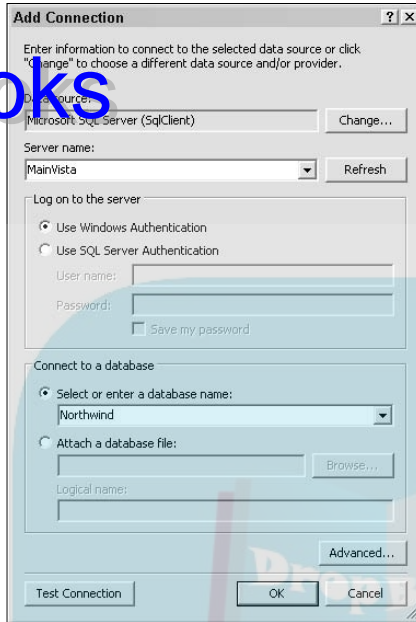 Add Connection
Enter information to connect to the selected data source or click
"Change" to choose a different data source and/or provider.
oks
Data source:
Microsoft SQL Server (SqlClient)
Change...
Server name:
MainVista
Refresh
Log on to the server
Use Windows Authentication
Use SQL Server Authentication
User name:
Password:
Save my password
Connect to a database
Select or enter a database name:
Northwind
Attach a database file:
Browse...
Logical name:
Advanced...
Test Connection
OK
Cancel